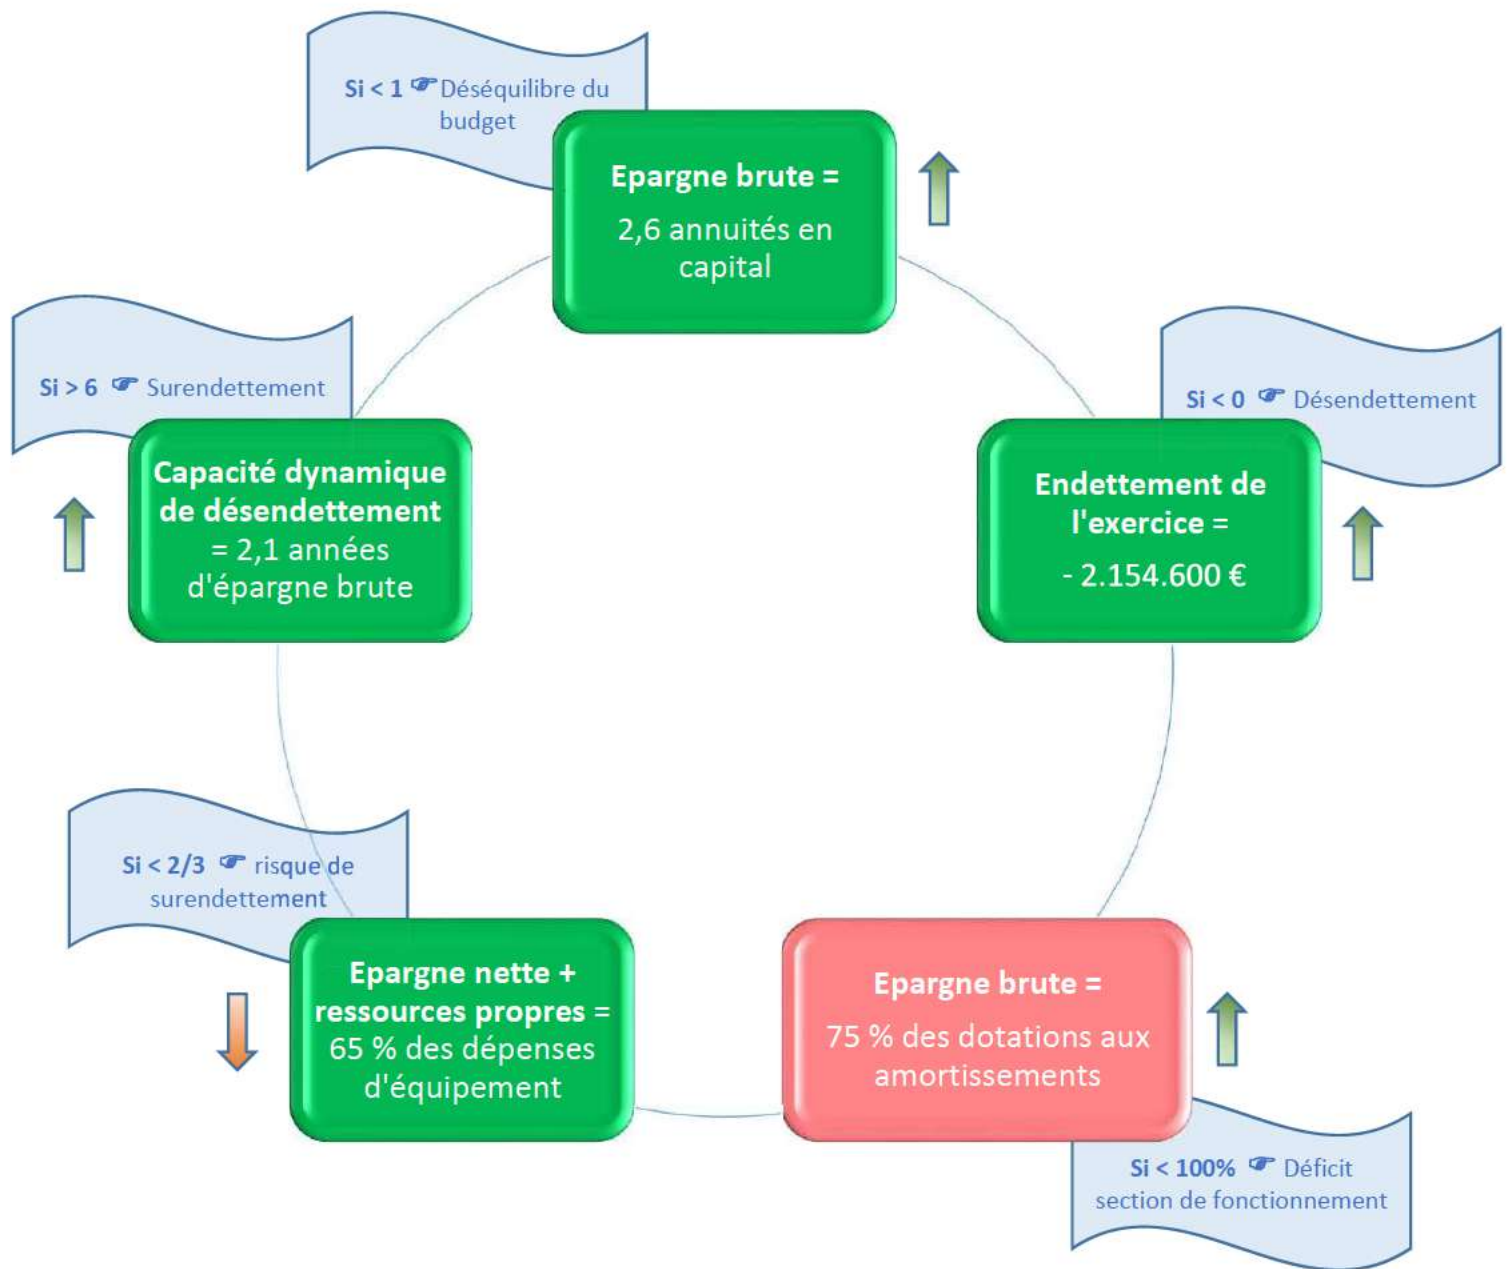 Si < 1 ☞ Déséquilibre du
budget
Epargne brute =
2,6 annuités en
capital
Si > 6 ☞ Surendettement
Capacité dynamique
de désendettement
= 2,1 années
d'épargne brute
Si < 0 ☞ Désendettement
Endettement de
l'exercice =
- 2.154.600 €
Si < 2/3 ☞ risque de
surendettement
Epargne nette +
ressources propres =
65 % des dépenses
d'équipement
Epargne brute =
75 % des dotations aux
amortissements
Si < 100% ☞ Déficit
section de fonctionnement